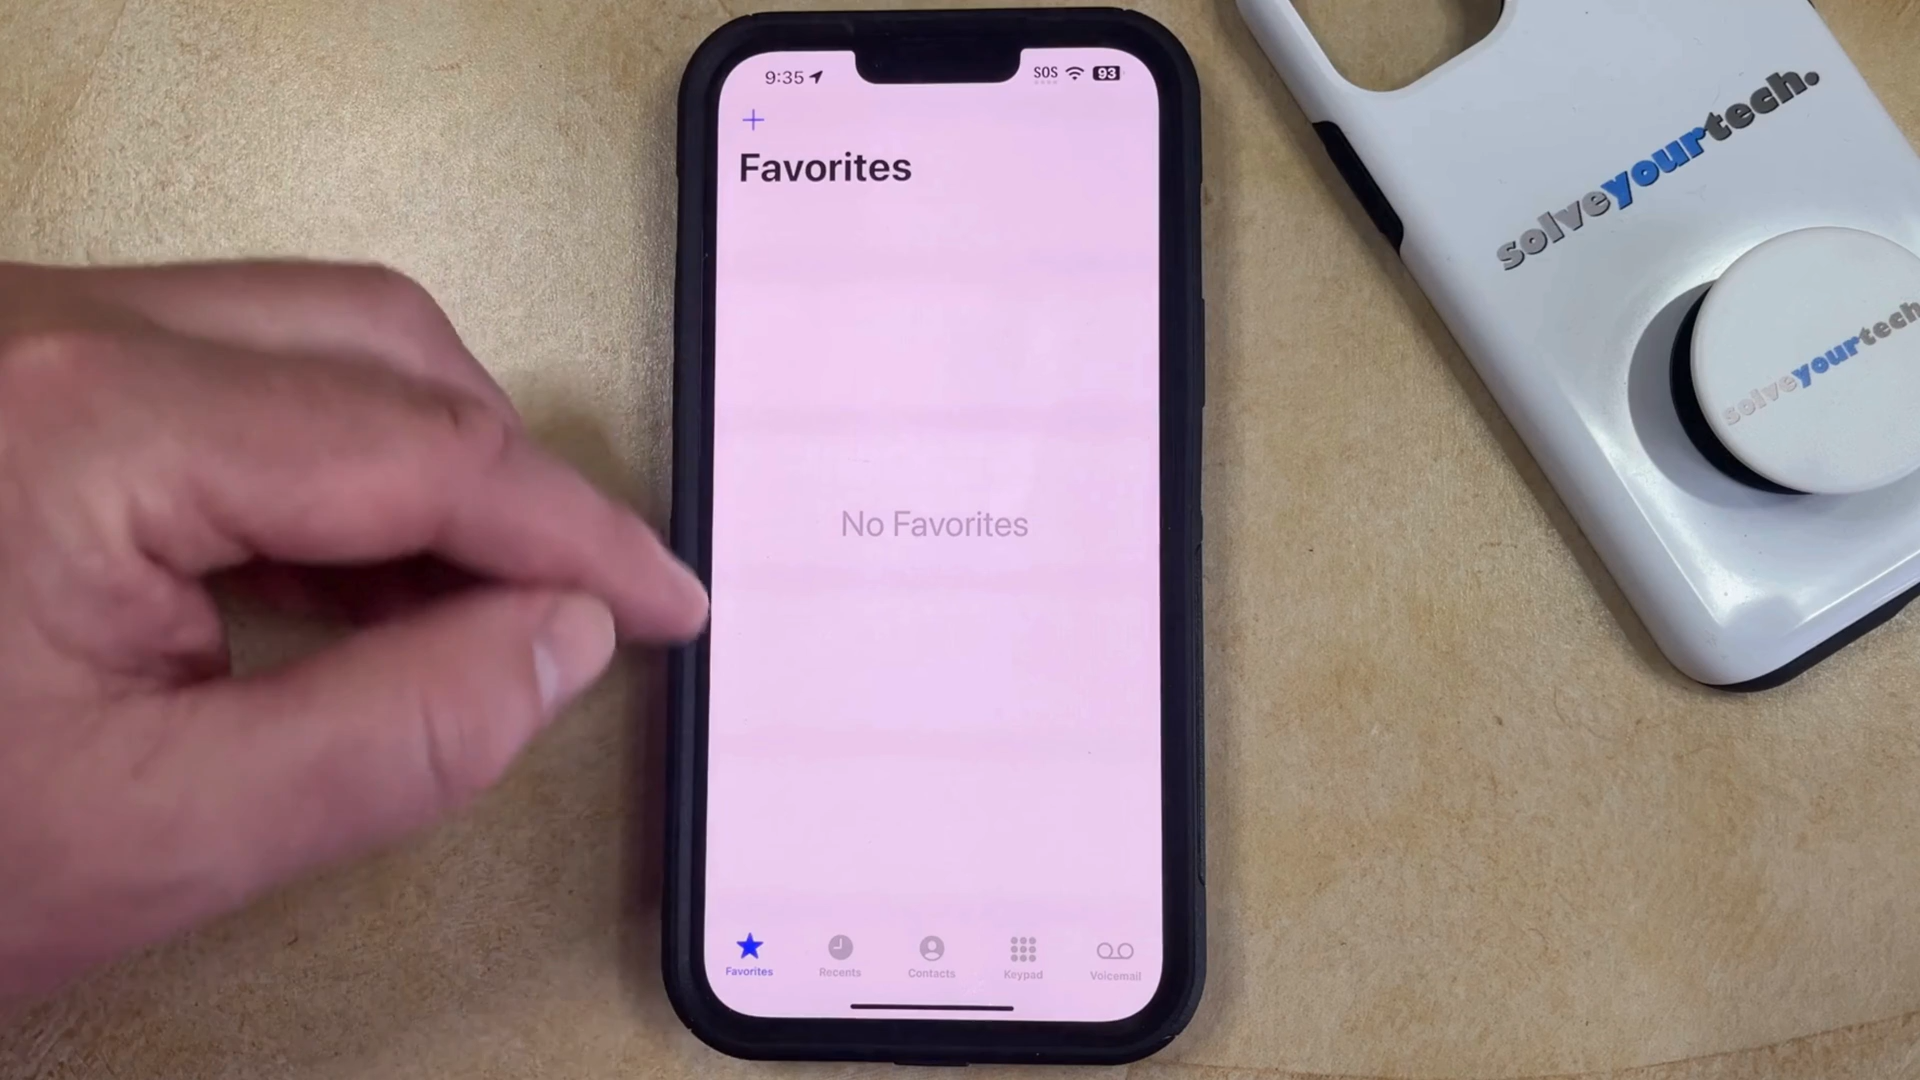 9:35
SOS 93
+
Favorites
No Favorites
Favorites Recents Contacts Keypad Voicemail
solveyourtech.
solveyourtech